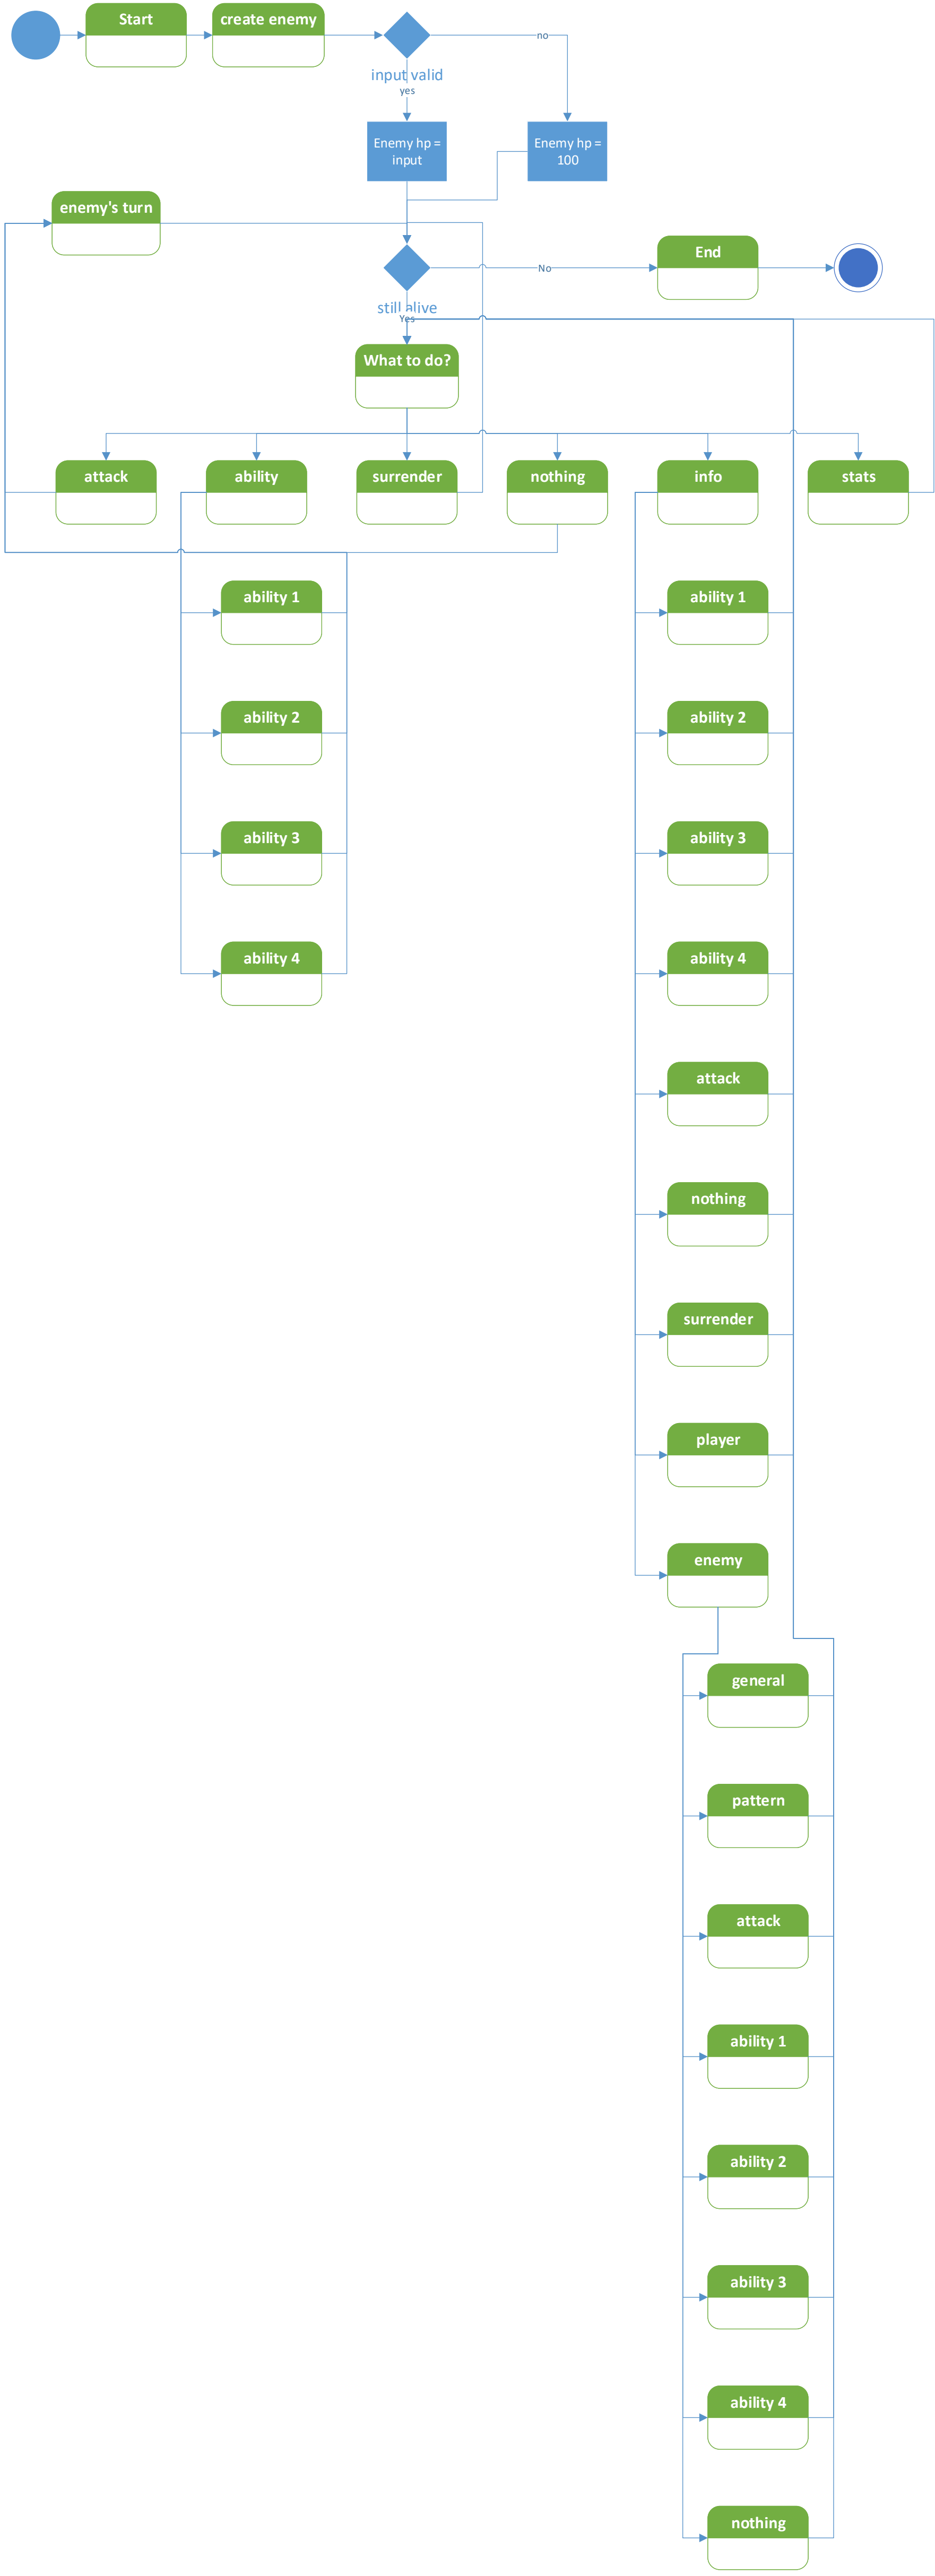 Start
create enemy
no
input valid
yes
Enemy hp =
input
Enemy hp =
100
enemy's turn
End
No
still alive
Yes
What to do?
attack
ability
surrender
nothing
info
stats
ability 1
ability 1
ability 2
ability 2
ability 3
ability 3
ability 4
ability 4
attack
nothing
surrender
player
enemy
general
pattern
attack
ability 1
ability 2
ability 3
ability 4
nothing